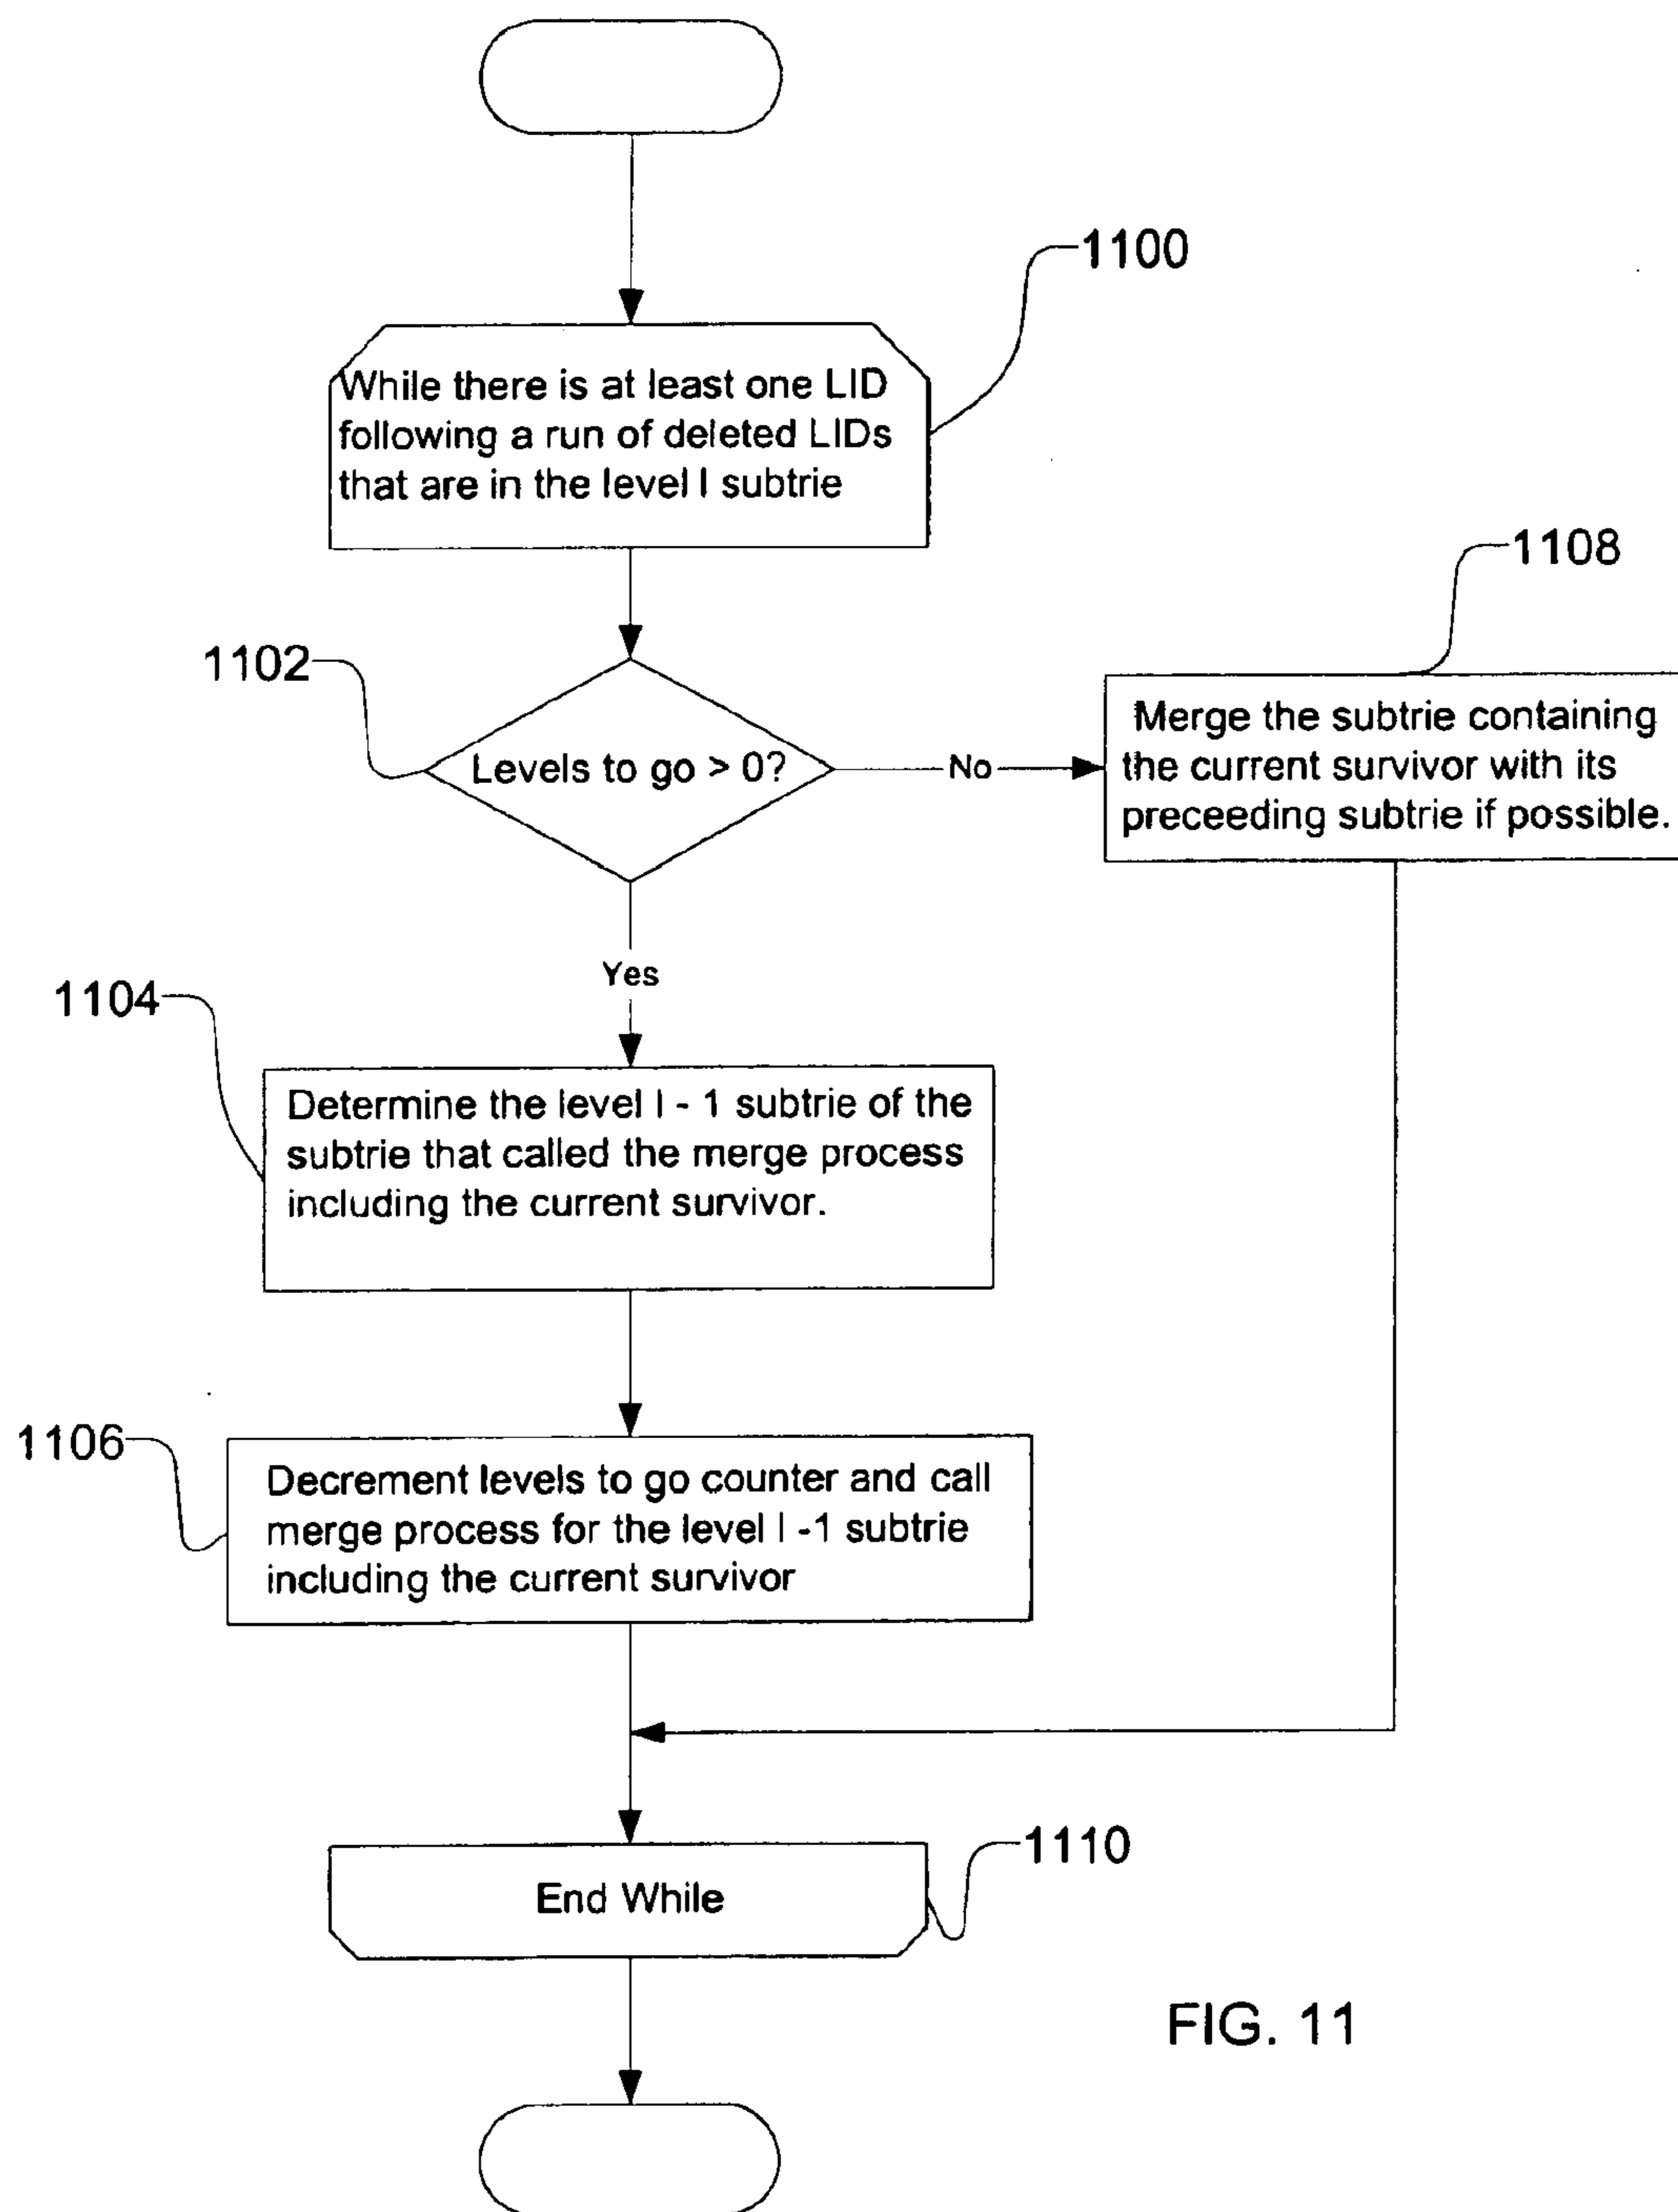 1100
While there is at least one LID
following a run of deleted LIDs
that are in the level l subtrie
1102
Levels to go > 0?
No
1108
Merge the subtrie containing
the current survivor with its
preceeding subtrie if possible.
Yes
1104
Determine the level l - 1 subtrie of the
subtrie that called the merge process
including the current survivor.
1106
Decrement levels to go counter and call
merge process for the level l -1 subtrie
including the current survivor
End While
1110
FIG. 11